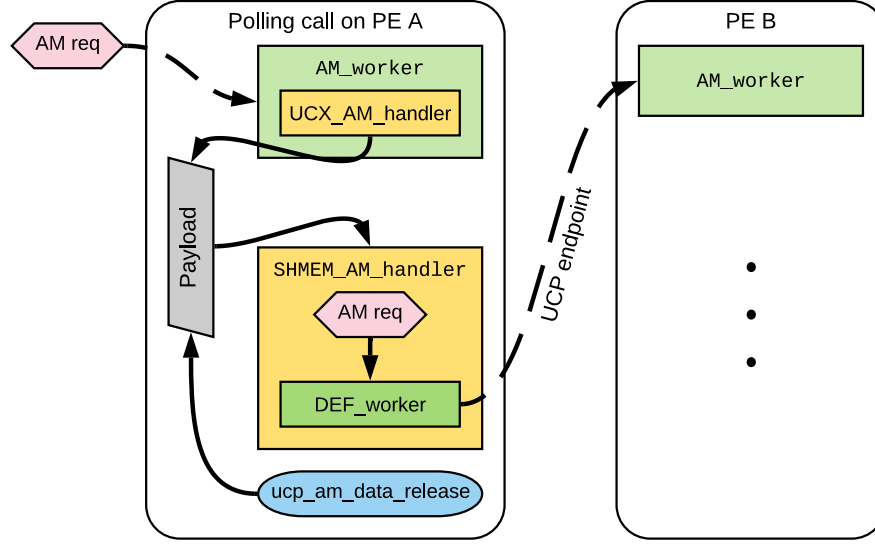 AM req
Polling call on PE A
AM_worker
UCX_AM_handler
Payload
SHMEM_AM_handler
AM req
DEF_worker
ucp_am_data_release
UCP endpoint
PE B
AM_worker